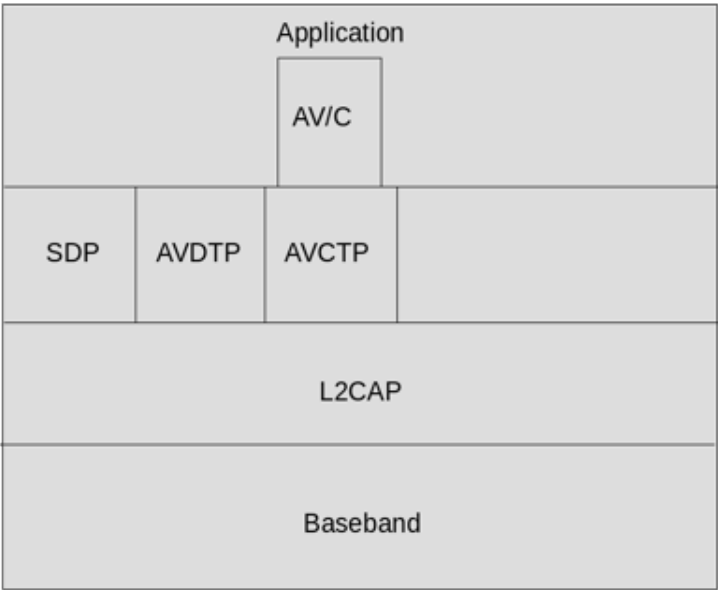 Application
AV/C
SDP AVDTP AVCTP
L2CAP
Baseband